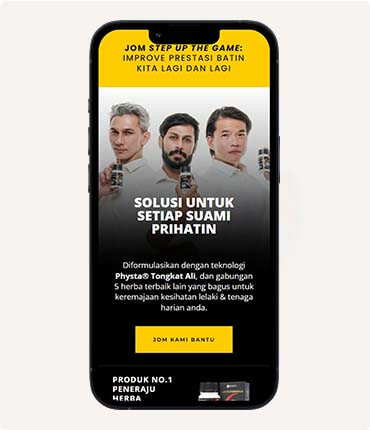 JOM STEP UP THE GAME:
IMPROVE PRESTASI BATIN
KITA LAGI DAN LAGI
SOLUSI UNTUK
SETIAP SUAMI
PRIHATIN
Diformulasikan dengan teknologi
Physta® Tongkat Ali, dan gabungan
5 herba terbaik lain yang bagus untuk
keremajaan kesihatan lelaki & tenaga
harian anda.
JOM KAMI BANTU
PRODUK NO.1
PENERAJU
HERBA